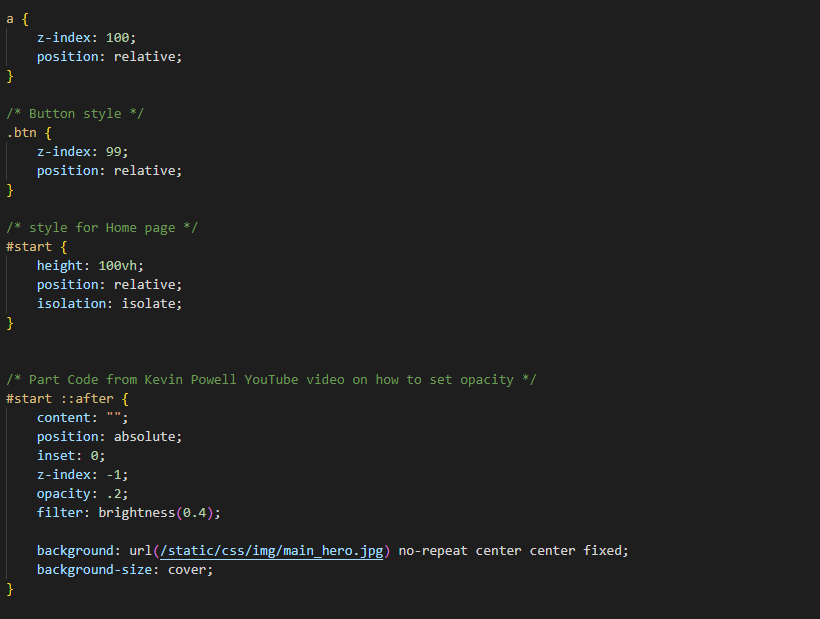 a {
    z-index: 100;
    position: relative;
}

/* Button style */
.btn {
    z-index: 99;
    position: relative;
}

/* style for Home page */
#start {
    height: 100vh;
    position: relative;
    isolation: isolate;
}


/* Part Code from Kevin Powell YouTube video on how to set opacity */
#start ::after {
    content: "";
    position: absolute;
    inset: 0;
    z-index: -1;
    opacity: .2;
    filter: brightness(0.4);

    background: url(/static/css/img/main_hero.jpg) no-repeat center center fixed;
    background-size: cover;
}